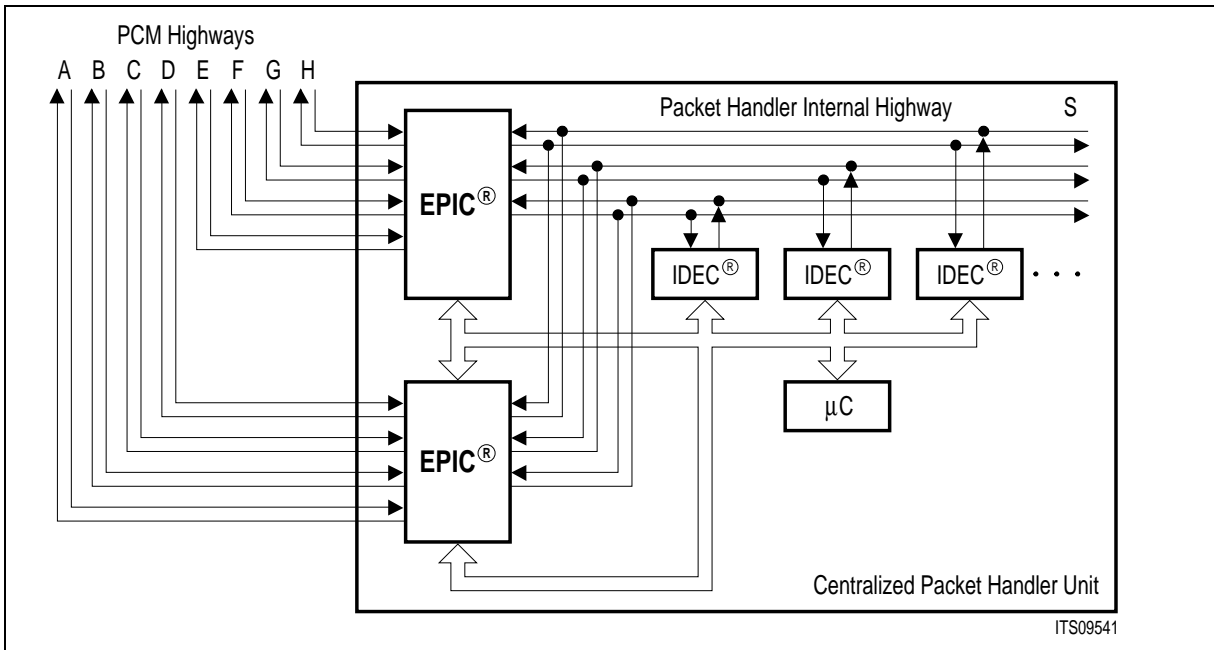 PCM Highways
A B C D E F G H
Packet Handler Internal Highway S
EPIC®
IDEC® IDEC® IDEC® · · ·
µC
EPIC®
Centralized Packet Handler Unit
ITS09541